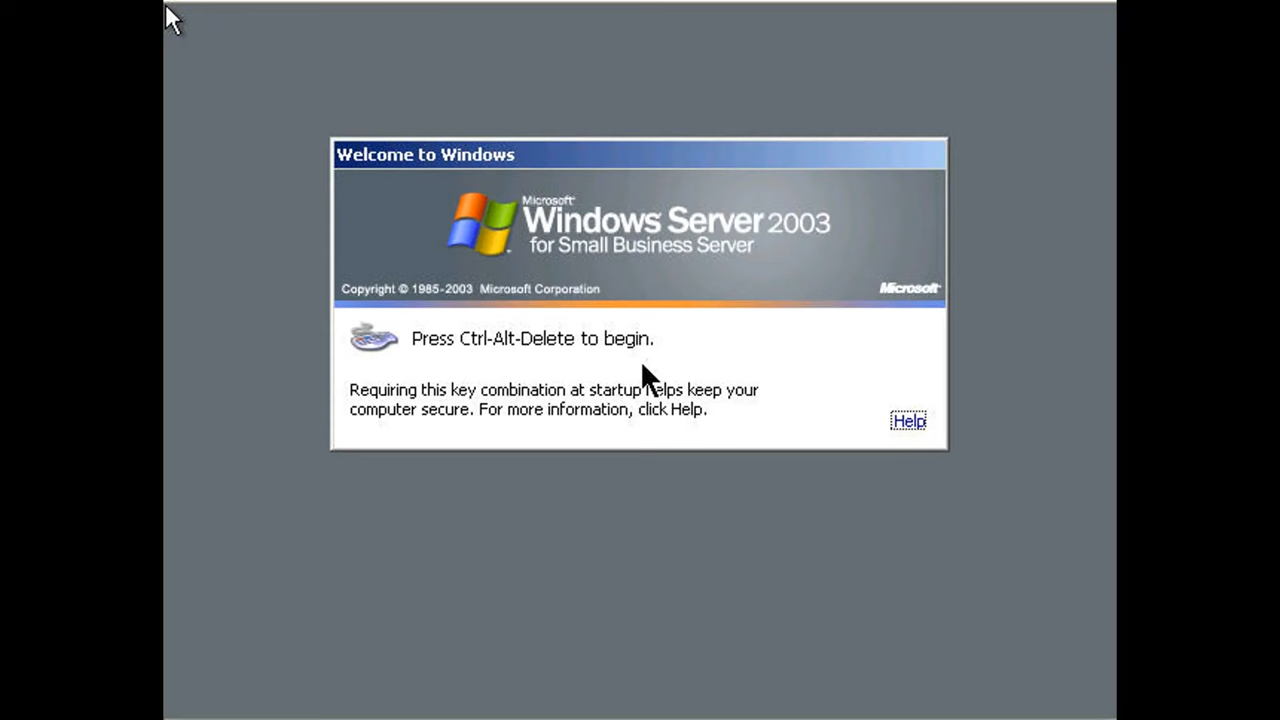 Welcome to Windows
Microsoft
Windows Server 2003
for Small Business Server
Copyright © 1985-2003 Microsoft Corporation
Microsoft
Press Ctrl-Alt-Delete to begin.
Requiring this key combination at startup helps keep your
computer secure. For more information, click Help.
Help